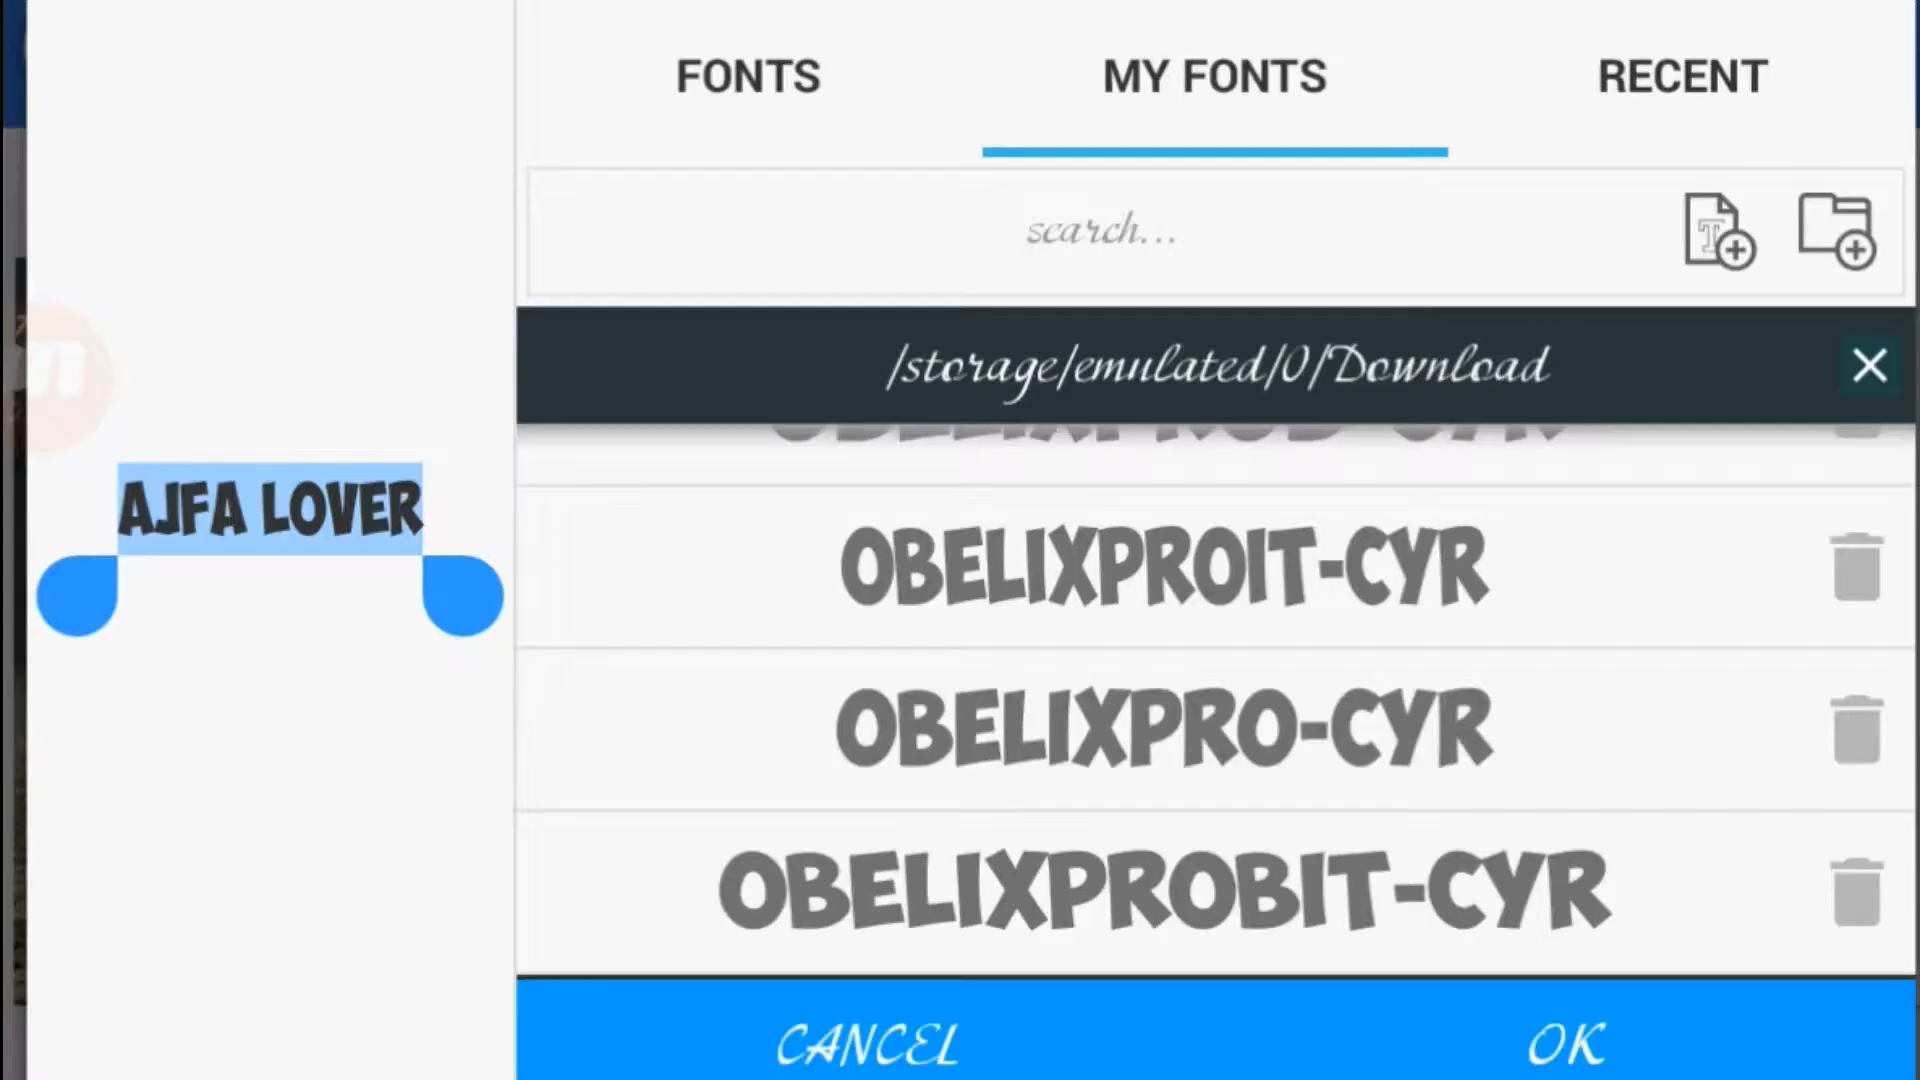 FONTS
MY FONTS
RECENT
search...
/storage/emulated/0/Download
AJFA LOVER
OBELIXPROIT-CYR
OBELIXPRO-CYR
OBELIXPROBIT-CYR
CANCEL
OK